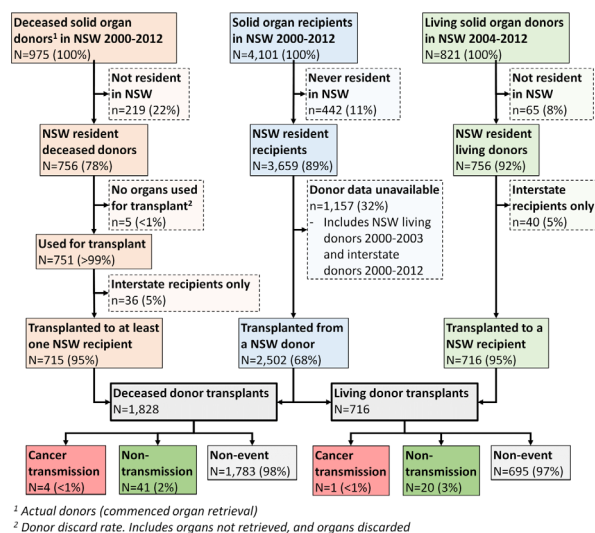 Deceased solid organ
donors¹ in NSW 2000-2012
N=975 (100%)
Solid organ recipients
in NSW 2000-2012
N=4,101 (100%)
Living solid organ donors
in NSW 2004-2012
N=821 (100%)
Not resident
in NSW
n=219 (22%)
Never resident
in NSW
n=442 (11%)
Not resident
in NSW
n=65 (8%)
NSW resident
deceased donors
N=756 (78%)
NSW resident
recipients
N=3,659 (89%)
NSW resident
living donors
N=756 (92%)
No organs used
for transplant²
n=5 (<1%)
Donor data unavailable
n=1,157 (32%)
- Includes NSW living
donors 2000-2003
and interstate
donors 2000-2012
Interstate
recipients only
n=40 (5%)
Used for transplant
N=751 (>99%)
Interstate recipients only
n=36 (5%)
Transplanted to at least
one NSW recipient
N=715 (95%)
Transplanted from
a NSW donor
N=2,502 (68%)
Transplanted to a
NSW recipient
N=716 (95%)
Deceased donor transplants
N=1,828
Living donor transplants
N=716
Cancer
transmission
N=4 (<1%)
Non-
transmission
N=41 (2%)
Non-event
N=1,783 (98%)
Cancer
transmission
N=1 (<1%)
Non-
transmission
N=20 (3%)
Non-event
N=695 (97%)
¹ Actual donors (commenced organ retrieval)
² Donor discard rate. Includes organs not retrieved, and organs discarded